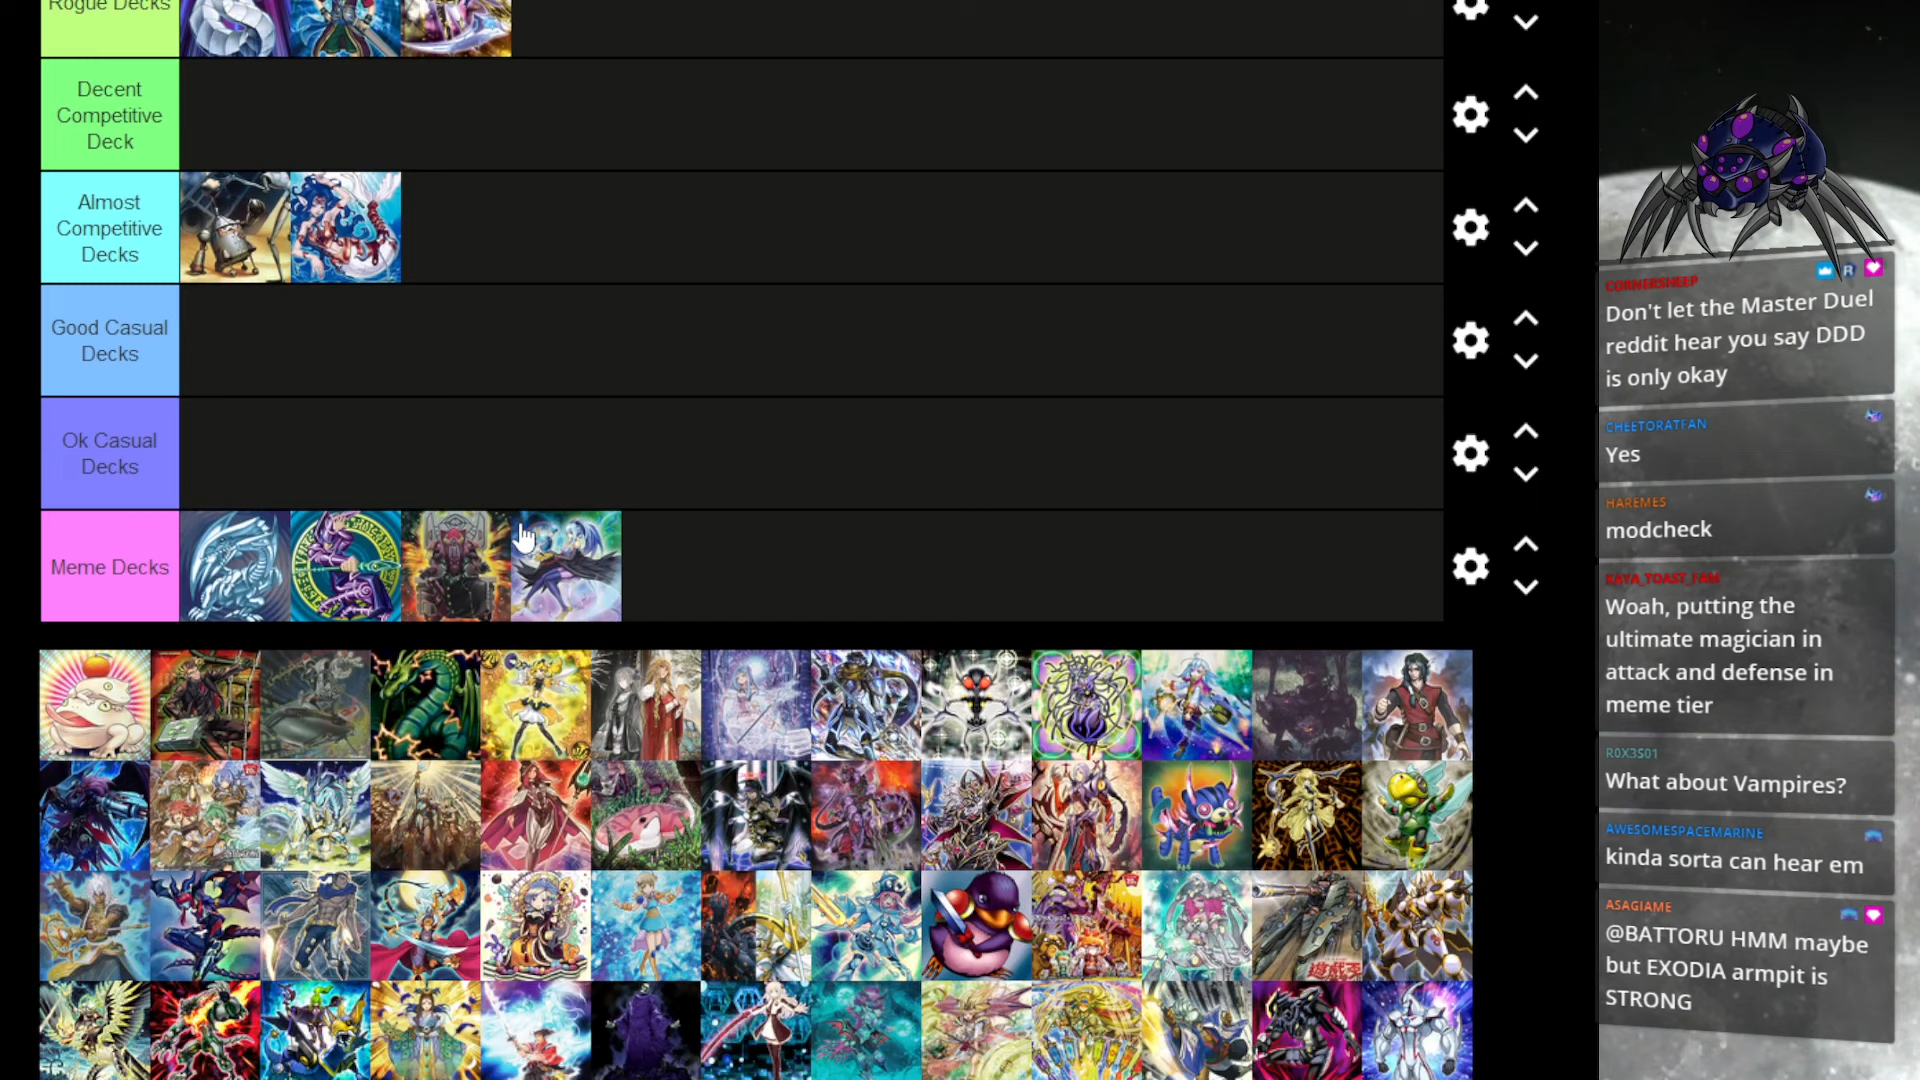 Rogue Decks
Decent
Competitive
Deck
Almost
Competitive
Decks
Good Casual
Decks
Ok Casual
Decks
Meme Decks
CORNERSHEEP
Don't let the Master Duel
reddit hear you say DDD
is only okay
CHEETORATFAN
Yes
HAREMES
modcheck
KAYA_TOAST_FAM
Woah, putting the
ultimate magician in
attack and defense in
meme tier
R0X3S01
What about Vampires?
AWESOMESPACEMARINE
kinda sorta can hear em
ASAGIAME
@BATTORU HMM maybe
but EXODIA armpit is
STRONG